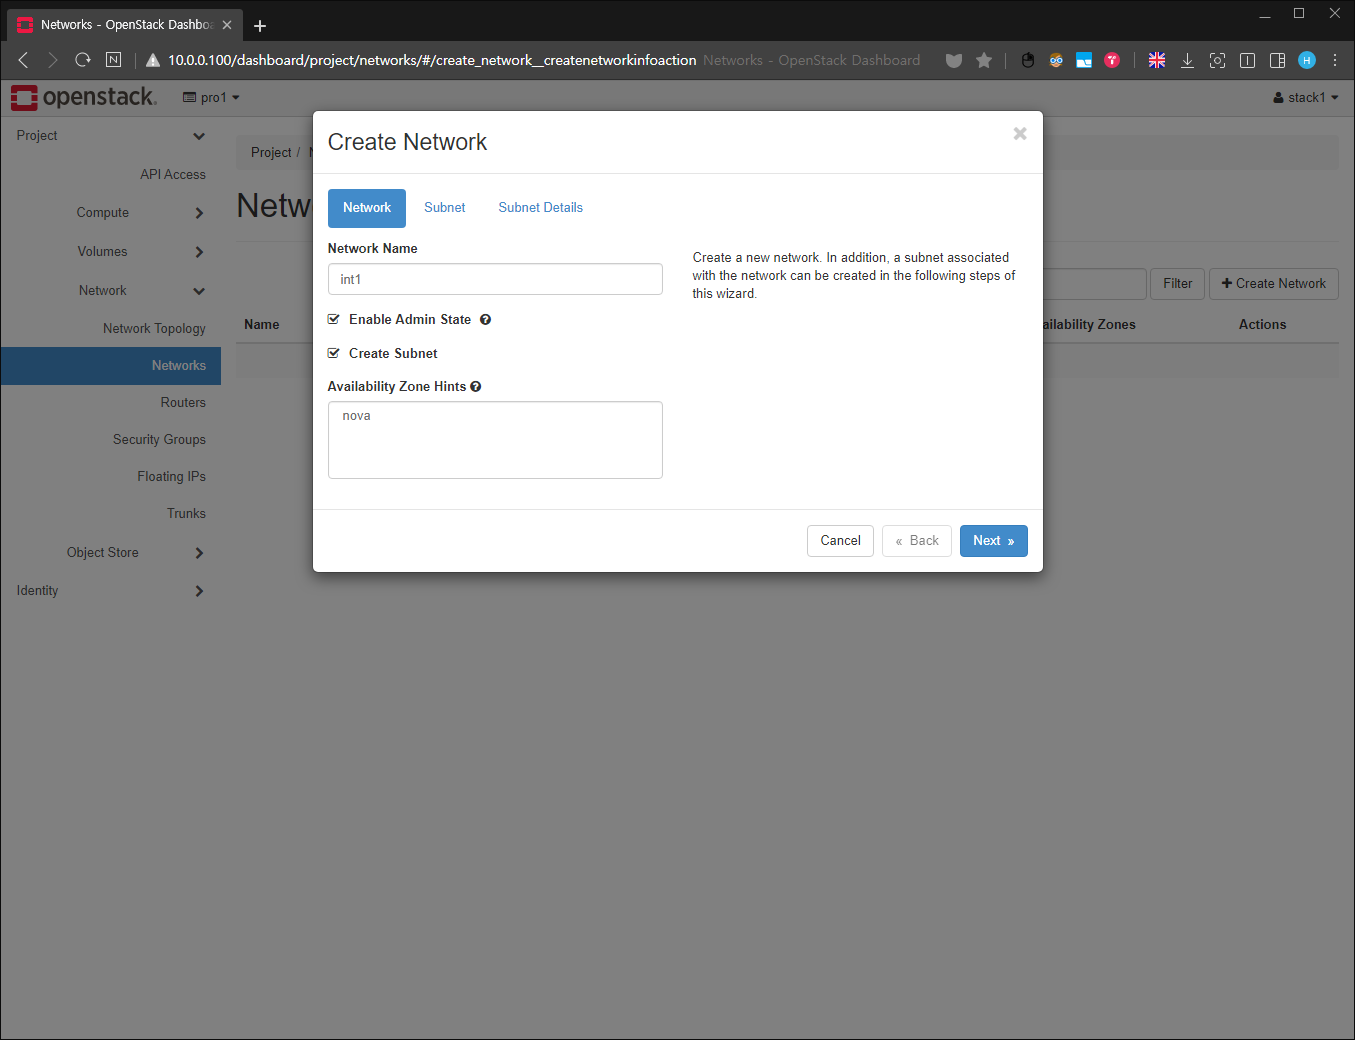 Networks - OpenStack Dashbo
10.0.0.100/dashboard/project/networks/#/create_network__createnetworkinfoaction Networks - OpenStack Dashboard
N
H
openstack.
pro1
stack1
Project
API Access
Compute
Volumes
Network
Network Topology
Networks
Routers
Security Groups
Floating IPs
Trunks
Object Store
Identity
Project / N
Netw
Filter
Create Network
Name
ailability Zones
Actions
Create Network
Network
Subnet
Subnet Details
Network Name
int1
Enable Admin State
Create Subnet
Availability Zone Hints
nova
Create a new network. In addition, a subnet associated
with the network can be created in the following steps of
this wizard.
Cancel
« Back
Next »